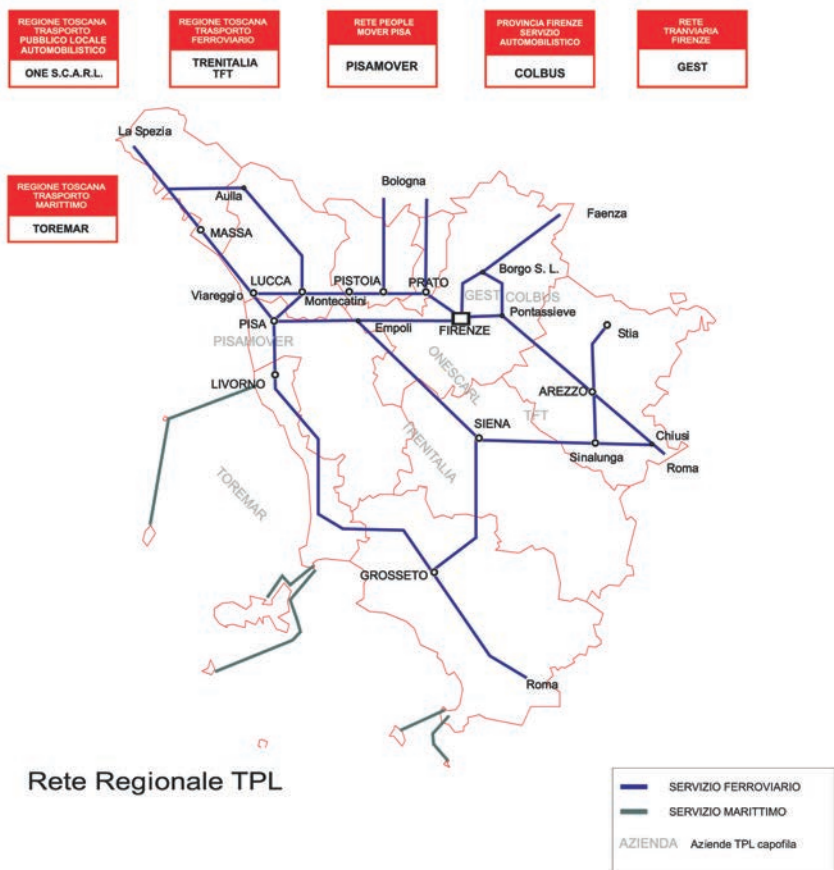 REGIONE TOSCANA
TRASPORTO
PUBBLICO LOCALE
AUTOMOBILISTICO
ONE S.C.A.R.L.
REGIONE TOSCANA
TRASPORTO
FERROVIARIO
TRENITALIA
TFT
RETE PEOPLE
MOVER PISA
PISAMOVER
PROVINCIA FIRENZE
SERVIZIO
AUTOMOBILISTICO
COLBUS
RETE
TRANVIARIA
FIRENZE
GEST
La Spezia
REGIONE TOSCANA
TRASPORTO
MARITTIMO
TOREMAR
Bologna
Aulla
Faenza
MASSA
Borgo S. L.
LUCCA
PISTOIA
PRATO
GEST
COLBUS
Viareggio
Montecatini
Pontassieve
PISA
Empoli
FIRENZE
Stia
PISAMOVER
ONESCARL
LIVORNO
AREZZO
TFT
SIENA
TRENITALIA
Chiusi
Sinalunga
Roma
TOREMAR
GROSSETO
Roma
Rete Regionale TPL
SERVIZIO FERROVIARIO
SERVIZIO MARITTIMO
AZIENDA Aziende TPL capofila